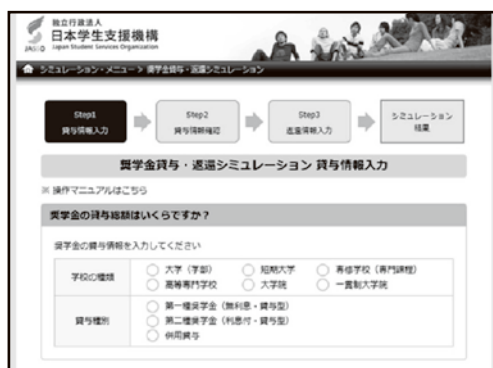 独立行政法人
日本学生支援機構
JASSO Japan Student Services Organization
シミュレーション・メニュー > 奨学金貸与・返還シミュレーション
Step1
貸与情報入力
Step2
貸与情報確認
Step3
返還情報入力
シミュレーション
結果
奨学金貸与・返還シミュレーション 貸与情報入力
※ 操作マニュアルはこちら
奨学金の貸与総額はいくらですか？
奨学金の貸与情報を入力してください
学校の種類
大学（学部） 短期大学 専修学校（専門課程）
高等専門学校 大学院 一貫制大学院
貸与種別
第一種奨学金（無利息・貸与型）
第二種奨学金（利息付・貸与型）
併用貸与